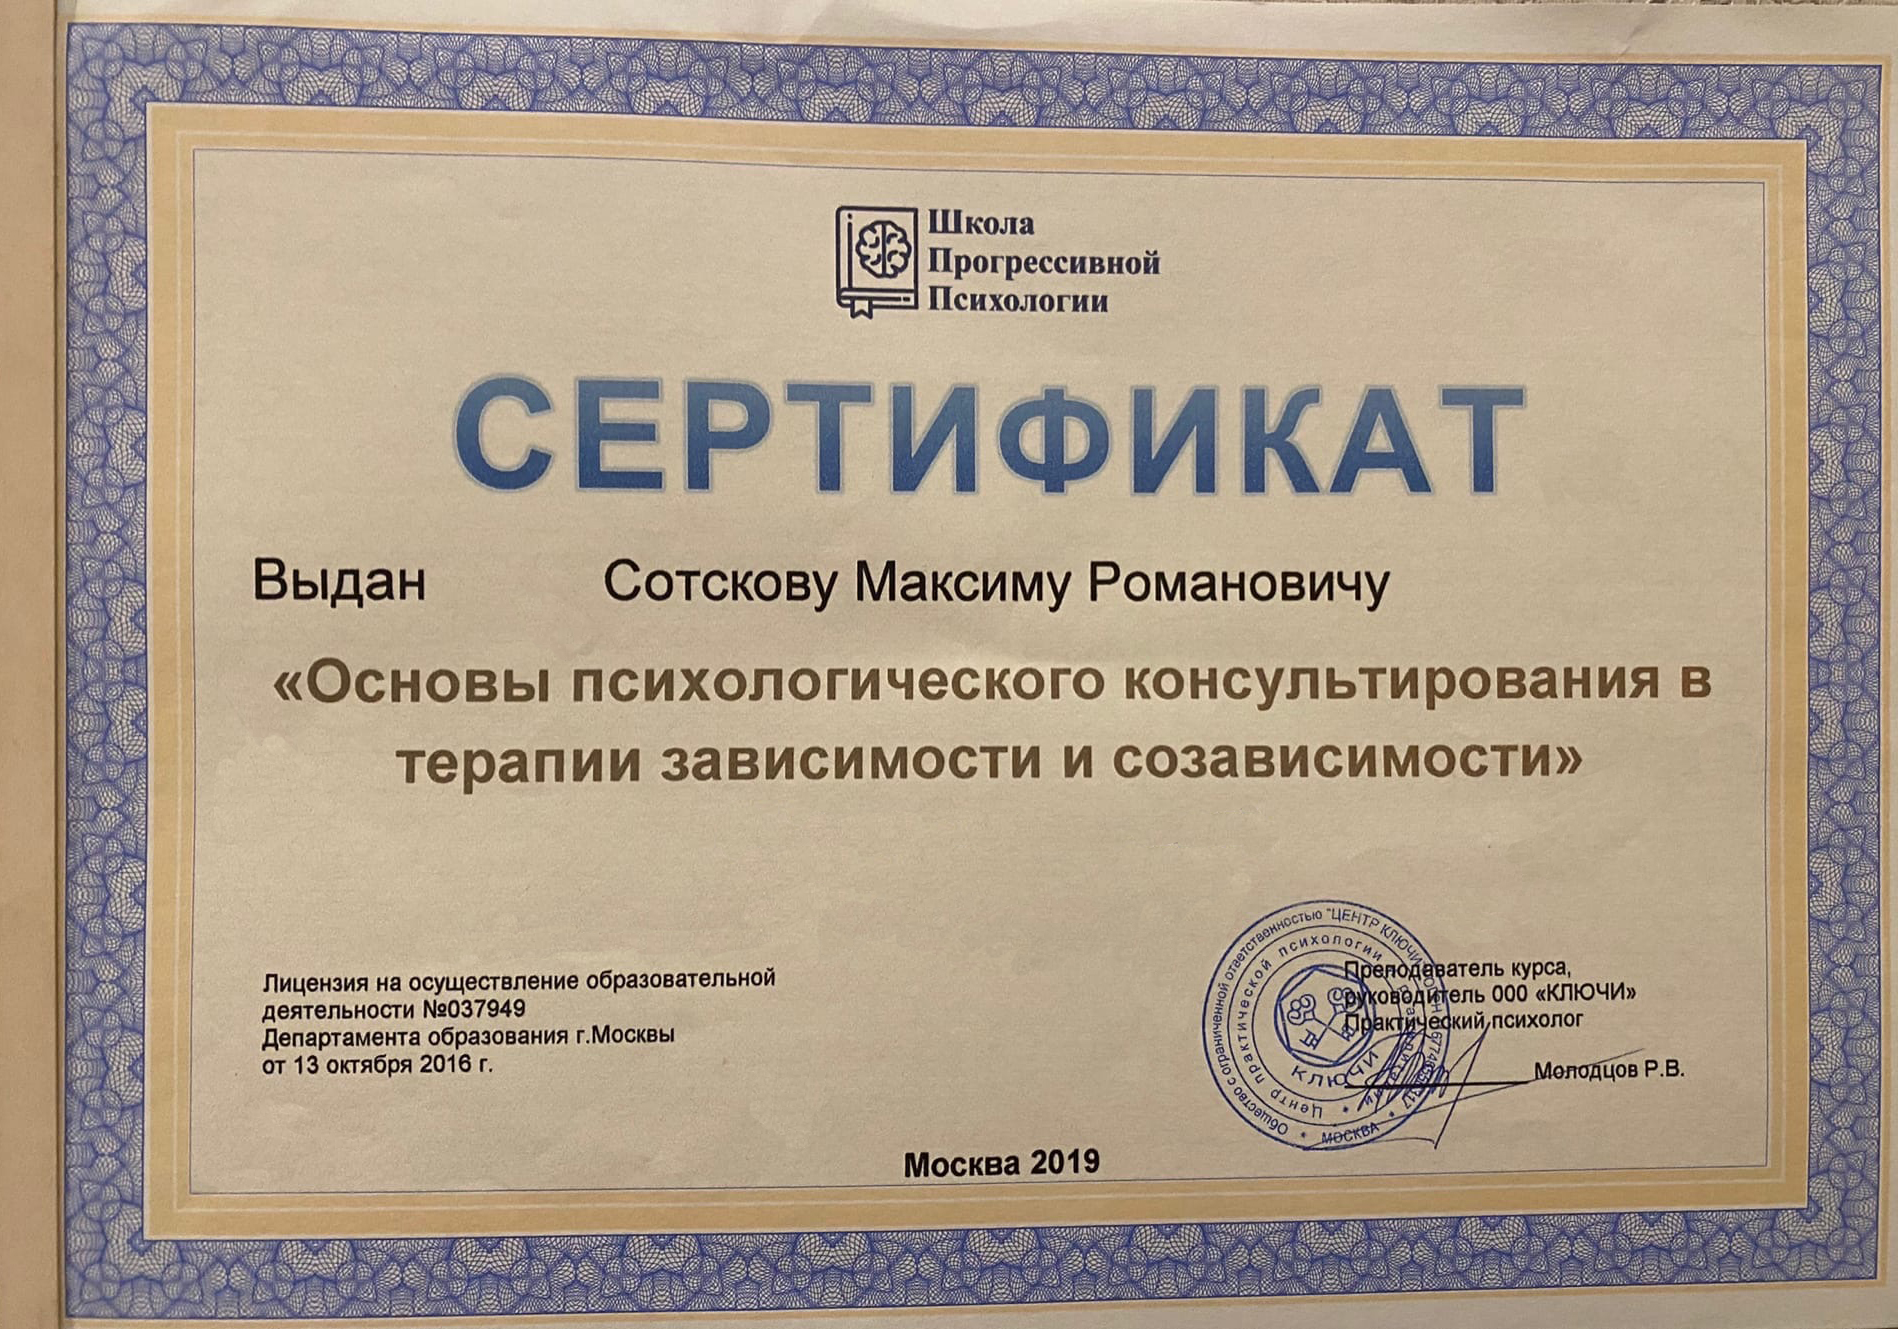 Школа
Прогрессивной
Психологии
СЕРТИФИКАТ
Выдан Сотскову Максиму Романовичу
«Основы психологического консультирования в
терапии зависимости и созависимости»
Лицензия на осуществление образовательной
деятельности №037949
Департамента образования г.Москвы
от 13 октября 2016 г.
Преподаватель курса,
руководитель ООО «КЛЮЧИ»
Практический психолог
Молодцов Р.В.
Общество с ограниченной ответственностью "ЦЕНТР КЛЮЧИ"
* МОСКВА *
Центр практической психологии
КЛЮЧИ
Москва 2019